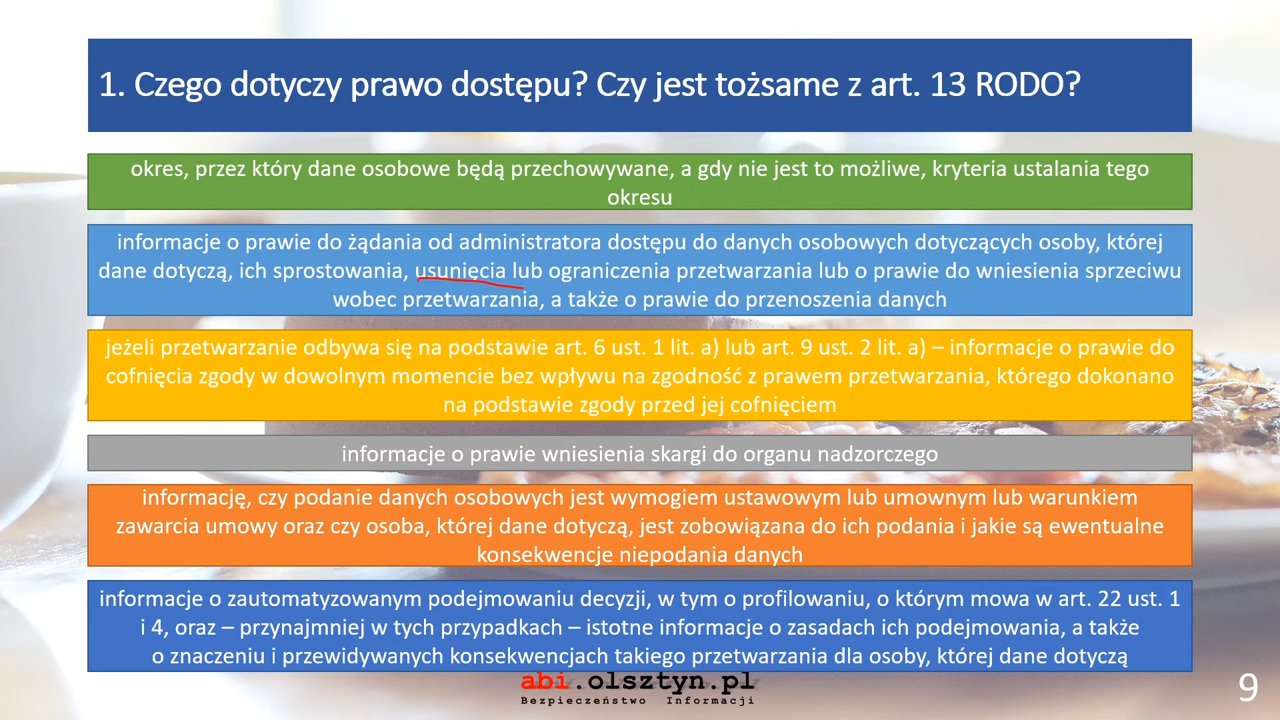 1. Czego dotyczy prawo dostępu? Czy jest tożsame z art. 13 RODO?
okres, przez który dane osobowe będą przechowywane, a gdy nie jest to możliwe, kryteria ustalania tego
okresu
informacje o prawie do żądania od administratora dostępu do danych osobowych dotyczących osoby, której
dane dotyczą, ich sprostowania, usunięcia lub ograniczenia przetwarzania lub o prawie do wniesienia sprzeciwu
wobec przetwarzania, a także o prawie do przenoszenia danych
jeżeli przetwarzanie odbywa się na podstawie art. 6 ust. 1 lit. a) lub art. 9 ust. 2 lit. a) – informacje o prawie do
cofnięcia zgody w dowolnym momencie bez wpływu na zgodność z prawem przetwarzania, którego dokonano
na podstawie zgody przed jej cofnięciem
informacje o prawie wniesienia skargi do organu nadzorczego
informację, czy podanie danych osobowych jest wymogiem ustawowym lub umownym lub warunkiem
zawarcia umowy oraz czy osoba, której dane dotyczą, jest zobowiązana do ich podania i jakie są ewentualne
konsekwencje niepodania danych
informacje o zautomatyzowanym podejmowaniu decyzji, w tym o profilowaniu, o którym mowa w art. 22 ust. 1
i 4, oraz – przynajmniej w tych przypadkach – istotne informacje o zasadach ich podejmowania, a także
o znaczeniu i przewidywanych konsekwencjach takiego przetwarzania dla osoby, której dane dotyczą
abi.olsztyn.pl
Bezpieczeństwo Informacji
9